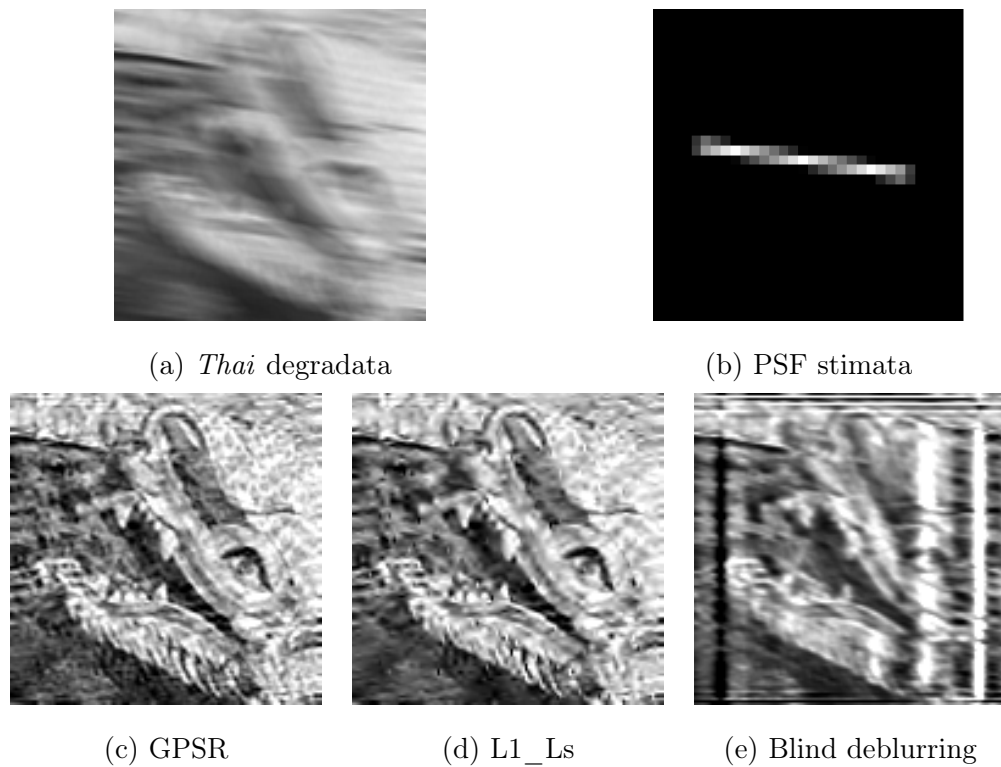 (a) Thai degradata
(b) PSF stimata
(c) GPSR
(d) L1_Ls
(e) Blind deblurring